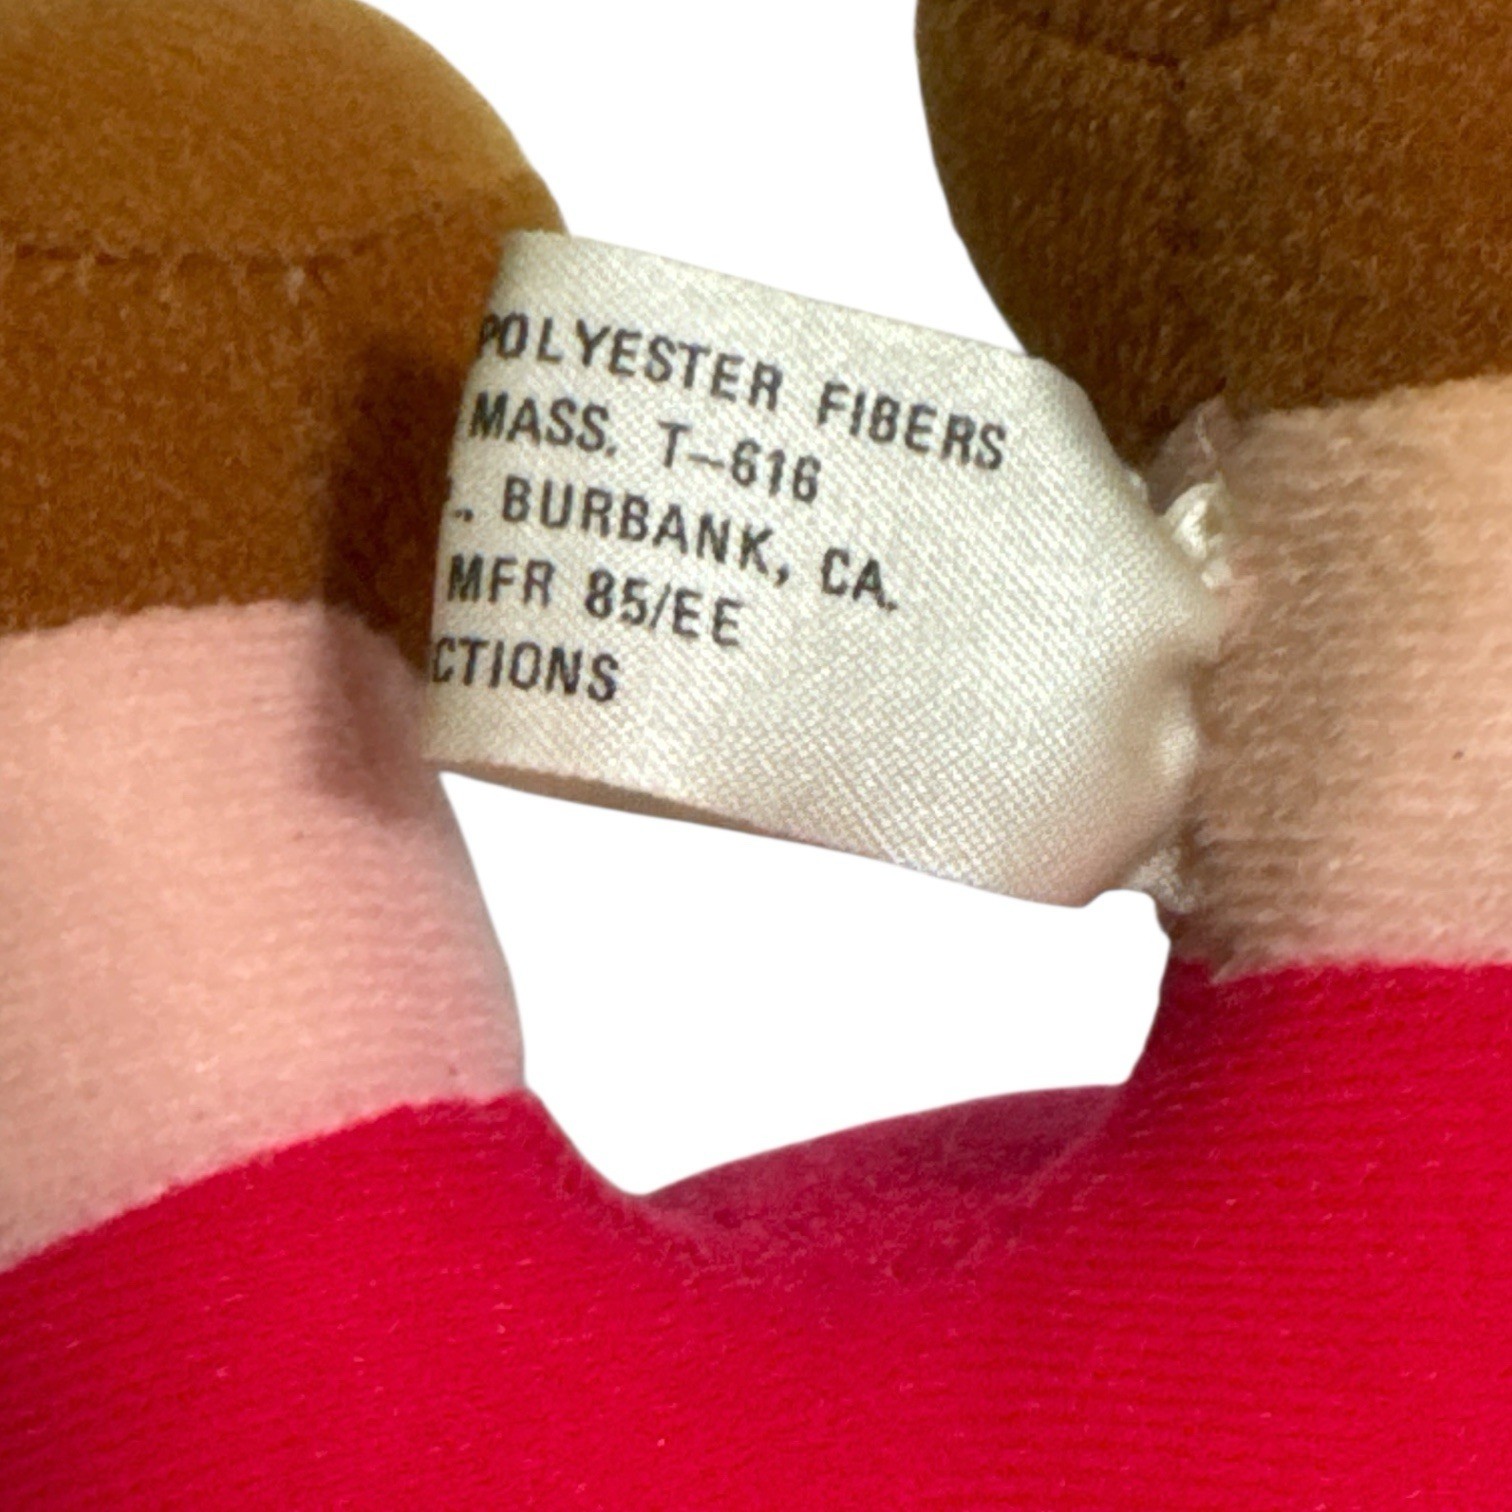 POLYESTER FIBERS
MASS. T-616
., BURBANK, CA.
MFR 85/EE
CTIONS